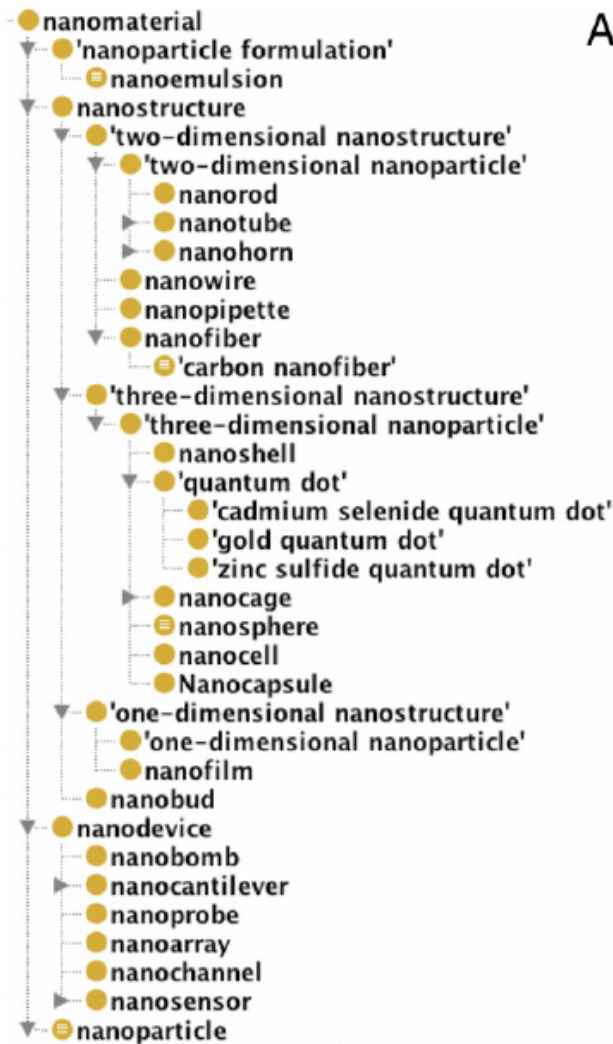 nanomaterial
A
'nanoparticle formulation'
nanoemulsion
nanostructure
'two-dimensional nanostructure'
'two-dimensional nanoparticle'
nanorod
nanotube
nanohorn
nanowire
nanopipette
nanofiber
'carbon nanofiber'
'three-dimensional nanostructure'
'three-dimensional nanoparticle'
nanoshell
'quantum dot'
'cadmium selenide quantum dot'
'gold quantum dot'
'zinc sulfide quantum dot'
nanocage
nanosphere
nanocell
Nanocapsule
'one-dimensional nanostructure'
'one-dimensional nanoparticle'
nanofilm
nanobud
nanodevice
nanobomb
nanocantilever
nanoprobe
nanoarray
nanochannel
nanosensor
nanoparticle